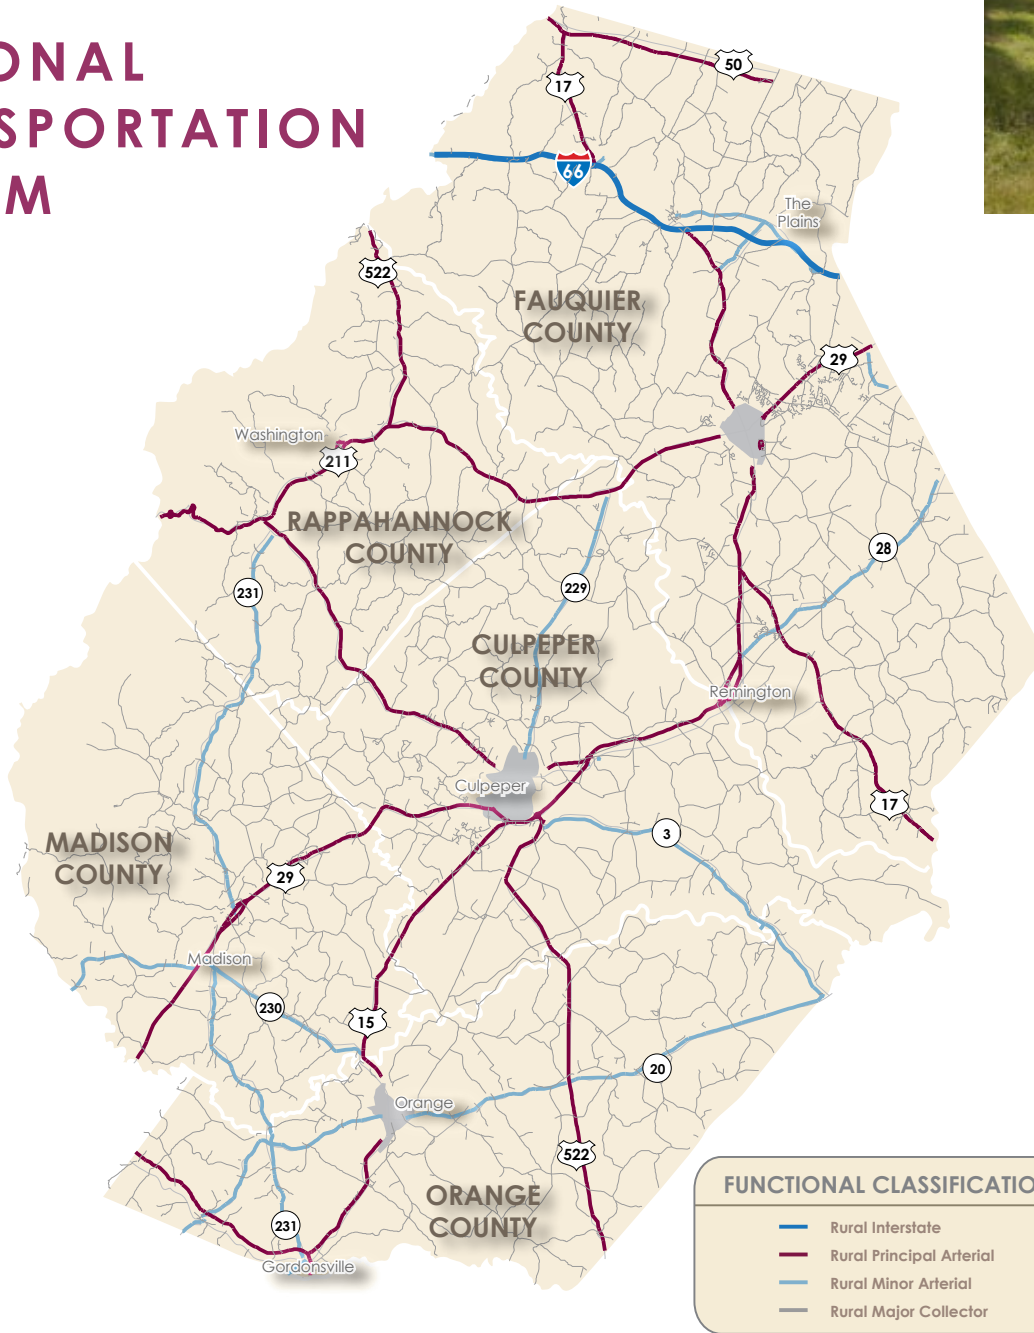 ONAL
SPORTATION
M
50
17
66
The
Plains
522
FAUQUIER
COUNTY
29
Washington
211
RAPPAHANNOCK
COUNTY
28
231
229
CULPEPER
COUNTY
Remington
Culpeper
17
3
MADISON
COUNTY
29
Madison
230
15
20
Orange
522
ORANGE
COUNTY
231
Gordonsville
FUNCTIONAL CLASSIFICATIO
Rural Interstate
Rural Principal Arterial
Rural Minor Arterial
Rural Major Collector